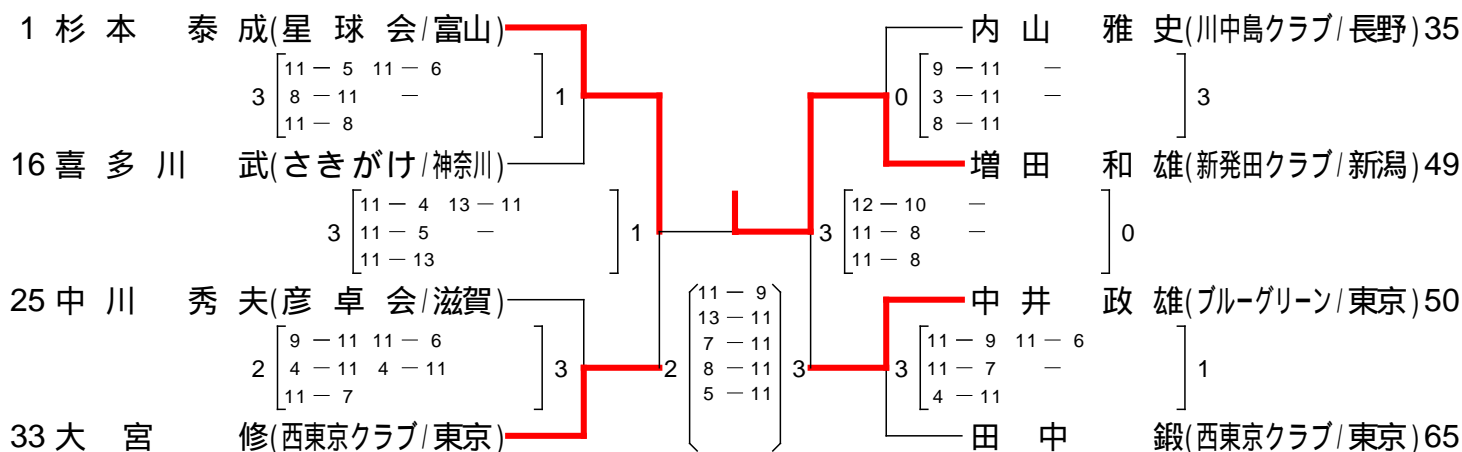 1 杉 本 泰 成(星 球 会/富山) 内 山 雅 史(川中島クラブ/長野)35
11 － 5 11 － 6 9 －11 －
3 8 －11 － 1 0 3 －11 － 3
11 － 8 8 －11
16 喜 多 川 武(さきがけ/神奈川) 増 田 和 雄(新発田クラブ/新潟)49
11 － 4 13 －11 12 －10 －
3 11 － 5 － 1 3 11 － 8 － 0
11 －13 11 － 8
25 中 川 秀 夫(彦 卓 会/滋賀) 11 － 9 中 井 政 雄(ブルーグリーン/東京)50
9 －11 11 － 6 13 －11 11 － 9 11 － 6
7 －11
2 4 －11 4 －11 3 2 8 －11 3 3 11 － 7 － 1
11 － 7 5 －11 4 －11
33 大 宮 修(西東京クラブ/東京) 田 中 鍛(西東京クラブ/東京)65